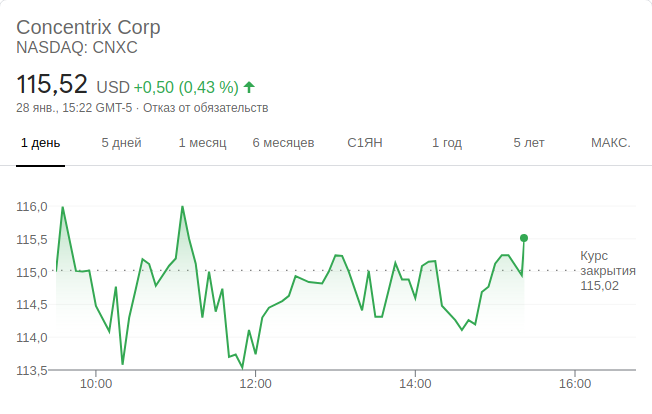 Concentrix Corp
NASDAQ: CNXC
115,52 USD +0,50 (0,43 %)
28 янв., 15:22 GMT-5 · Отказ от обязательств
1 день 5 дней 1 месяц 6 месяцев С1ЯН 1 год 5 лет МАКС.
116,0
115,5
Курс
115,0 закрытия
115,02
114,5
114,0
113,5
10:00 12:00 14:00 16:00